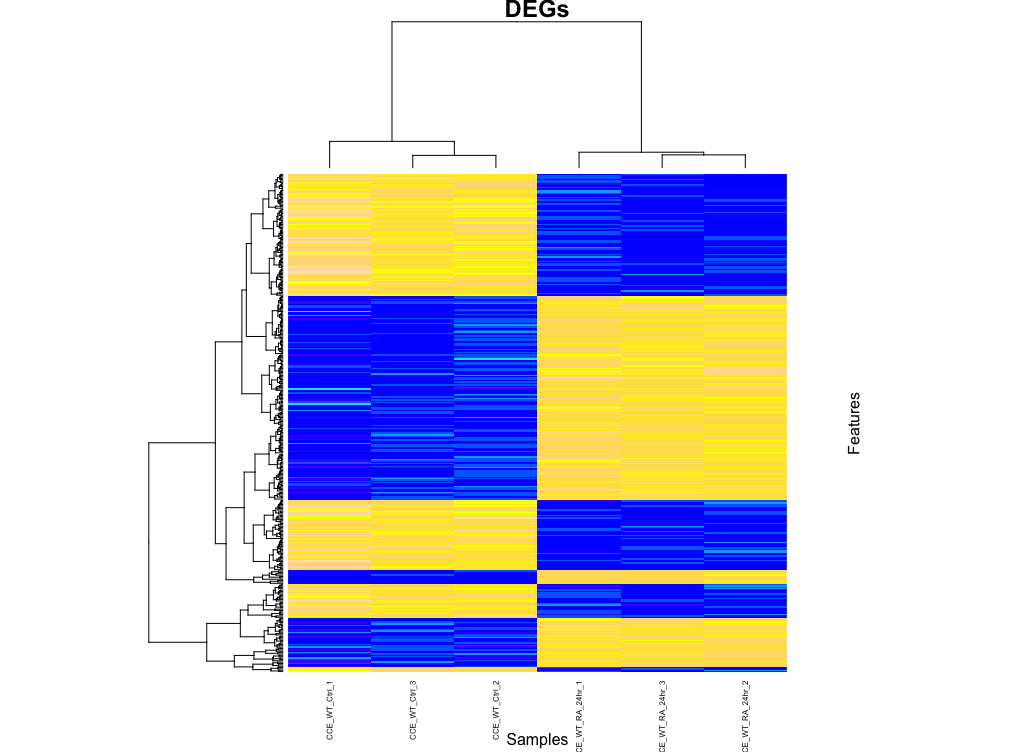 DEGs
Features
CCE_WT_Ctrl_1
CCE_WT_Ctrl_3
CCE_WT_Ctrl_2
CE_WT_RA_24hr_1
CE_WT_RA_24hr_3
CE_WT_RA_24hr_2
Samples